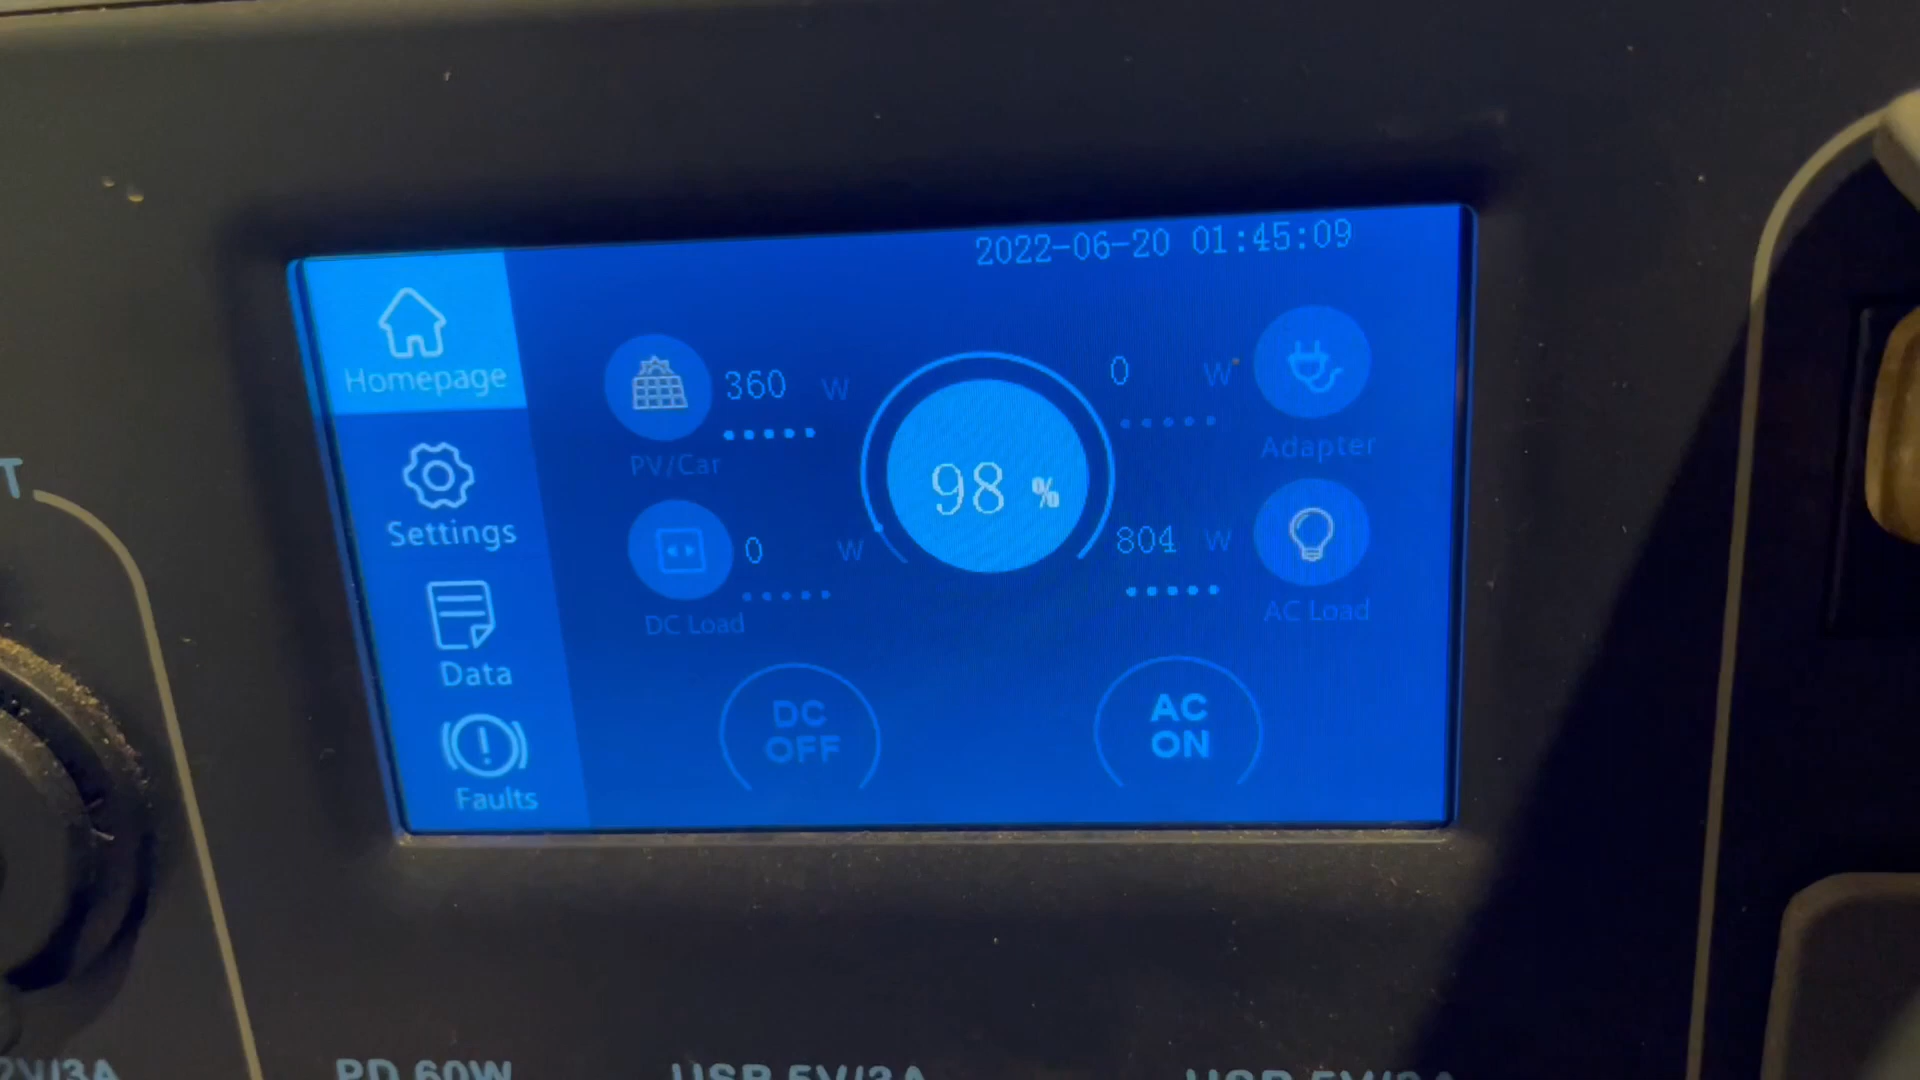 2022-06-20 01:45:09
Homepage
360 W
0 W
PV/Car
Adapter
98 %
Settings
0 W
804 W
DC Load
AC Load
Data
DC
OFF
AC
ON
Faults
T
PD 60W
USB 5V/3A